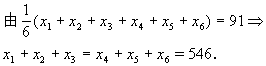 由 1/6(x₁ + x₂ + x₃ + x₄ + x₅ + x₆) = 91⇒
x₁ + x₂ + x₃ = x₄ + x₅ + x₆ = 546.